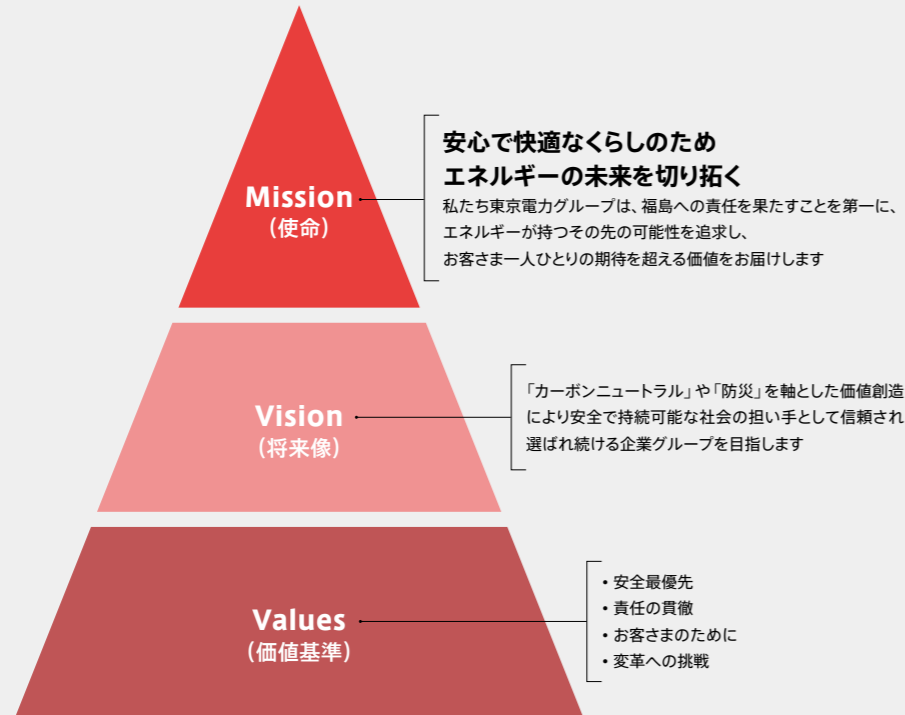 Mission
(使命)
安心で快適なくらしのため
エネルギーの未来を切り拓く
私たち東京電力グループは、福島への責任を果たすことを第一に、
エネルギーが持つその先の可能性を追求し、
お客さま一人ひとりの期待を超える価値をお届けします
Vision
(将来像)
「カーボンニュートラル」や「防災」を軸とした価値創造
により安全で持続可能な社会の担い手として信頼され
選ばれ続ける企業グループを目指します
Values
(価値基準)
・安全最優先
・責任の貫徹
・お客さまのために
・変革への挑戦